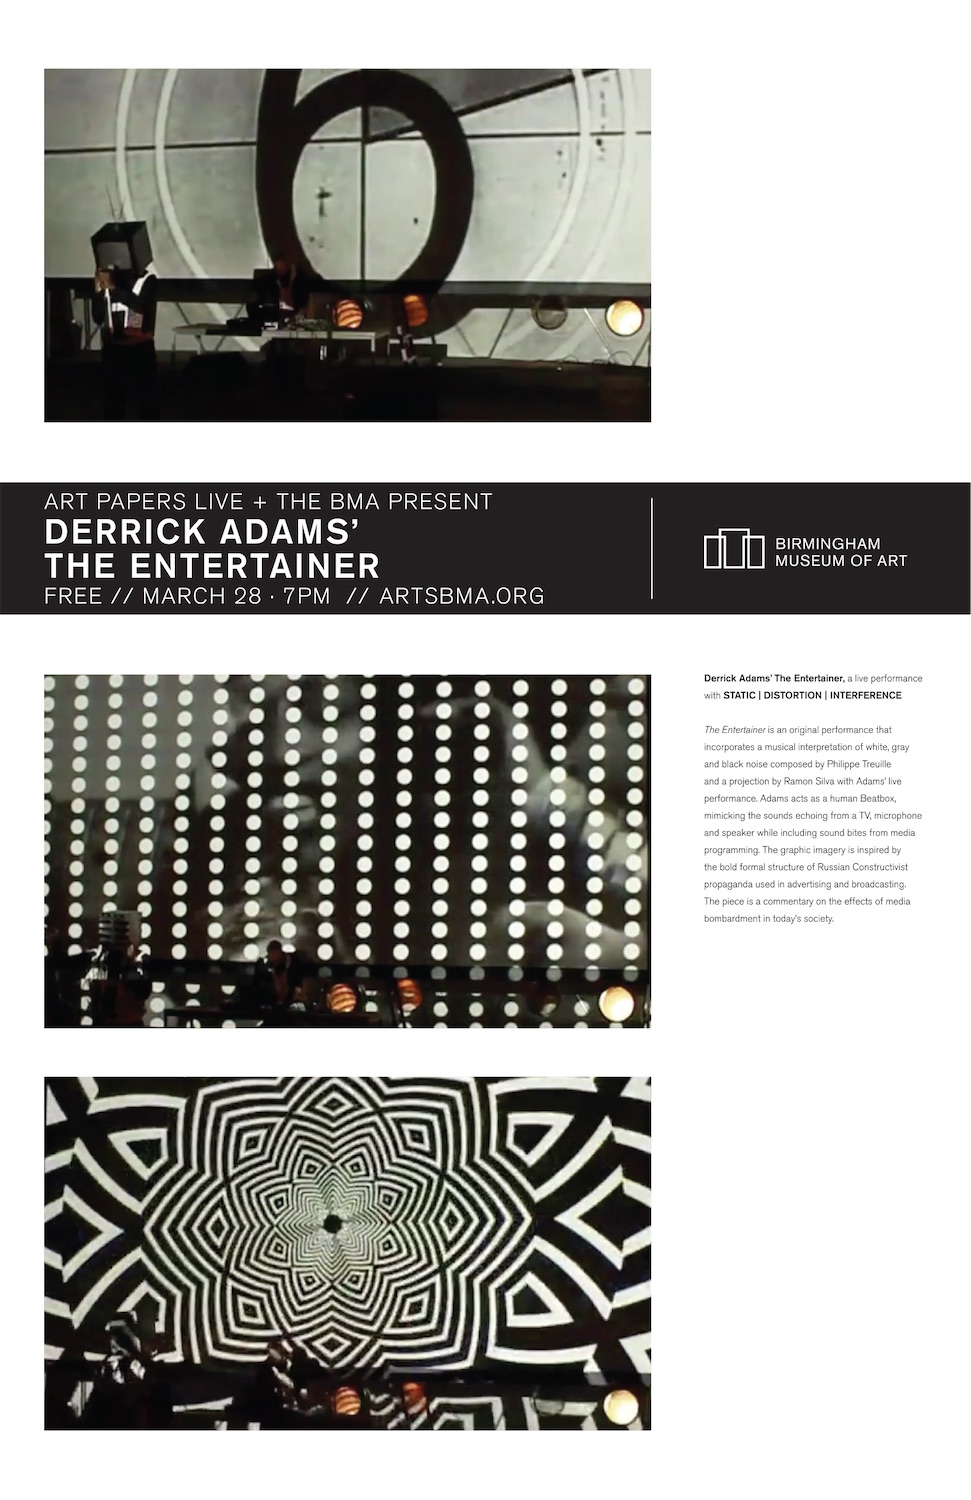 6
ART PAPERS LIVE + THE BMA PRESENT
DERRICK ADAMS’
THE ENTERTAINER
FREE // MARCH 28 · 7PM // ARTSBMA.ORG
BIRMINGHAM
MUSEUM OF ART
Derrick Adams’ The Entertainer, a live performance
with STATIC | DISTORTION | INTERFERENCE
The Entertainer is an original performance that
incorporates a musical interpretation of white, gray
and black noise composed by Philippe Treuille
and a projection by Ramon Silva with Adams’ live
performance. Adams acts as a human Beatbox,
mimicking the sounds echoing from a TV, microphone
and speaker while including sound bites from media
programming. The graphic imagery is inspired by
the bold formal structure of Russian Constructivist
propaganda used in advertising and broadcasting.
The piece is a commentary on the effects of media
bombardment in today’s society.